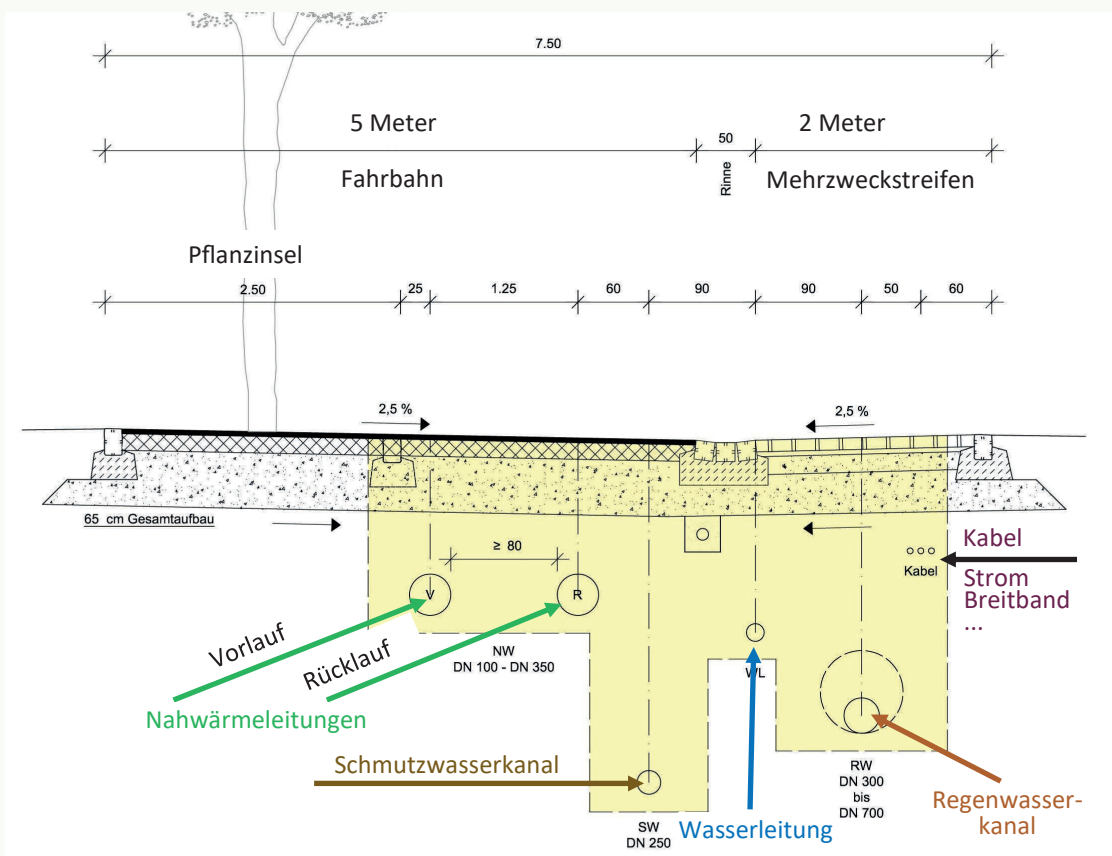 7.50
5 Meter
50
2 Meter
Fahrbahn
Rinne
Mehrzweckstreifen
Pflanzinsel
2.50
25
1.25
60
90
90
50
60
2,5 %
2,5 %
65 cm Gesamtaufbau
≥ 80
Kabel
Kabel
Strom
Breitband
...
V
R
Vorlauf
Rücklauf
NW
DN 100 - DN 350
WL
Nahwärmeleitungen
Schmutzwasserkanal
RW
DN 300
bis
DN 700
Regenwasser-
kanal
SW
DN 250
Wasserleitung